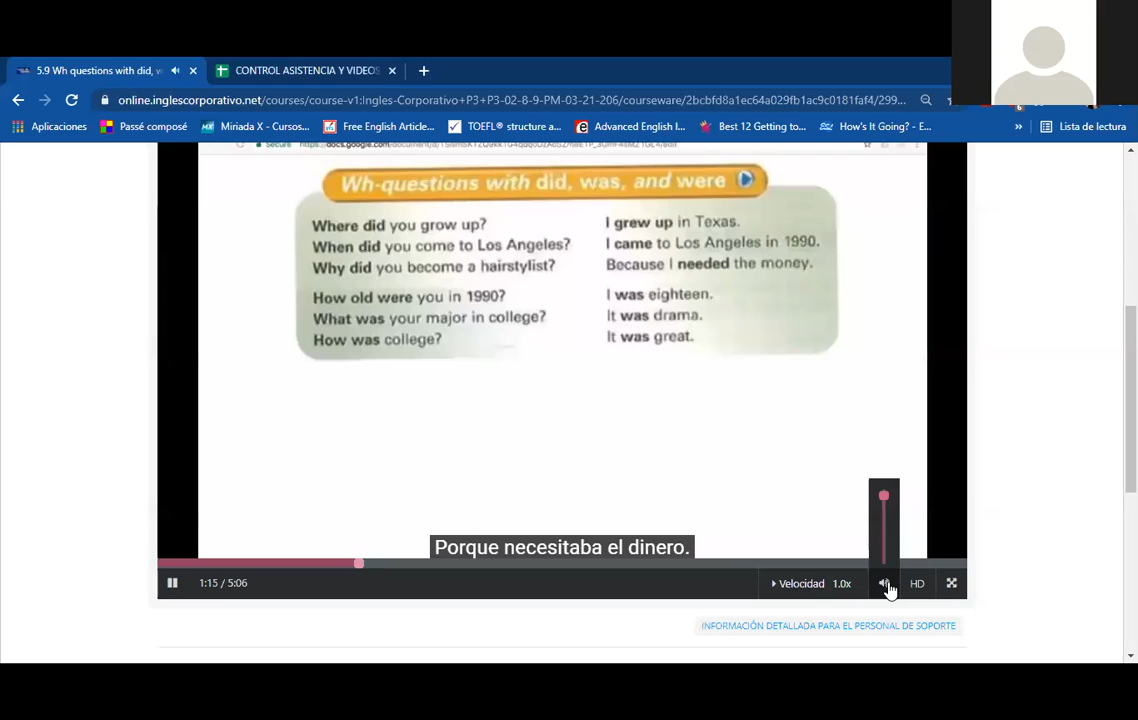 5.9 Wh questions with did, w
CONTROL ASISTENCIA Y VIDEOS
online.inglescorporativo.net/courses/course-v1:Ingles-Corporativo+P3+P3-02-8-9-PM-03-21-206/courseware/2bcbfd8a1ec64a029fb1ac9c0181faf4/299...
Aplicaciones
Passé composé
Miriada X - Cursos...
Free English Article...
TOEFL® structure a...
Advanced English I...
Best 12 Getting to...
How's It Going? - E...
»
Lista de lectura
6
Secure
Wh-questions with did, was, and were
Where did you grow up?
I grew up in Texas.
When did you come to Los Angeles?
I came to Los Angeles in 1990.
Why did you become a hairstylist?
Because I needed the money.
How old were you in 1990?
I was eighteen.
What was your major in college?
It was drama.
How was college?
It was great.
Porque necesitaba el dinero.
1:15 / 5:06
Velocidad 1.0x
HD
INFORMACIÓN DETALLADA PARA EL PERSONAL DE SOPORTE